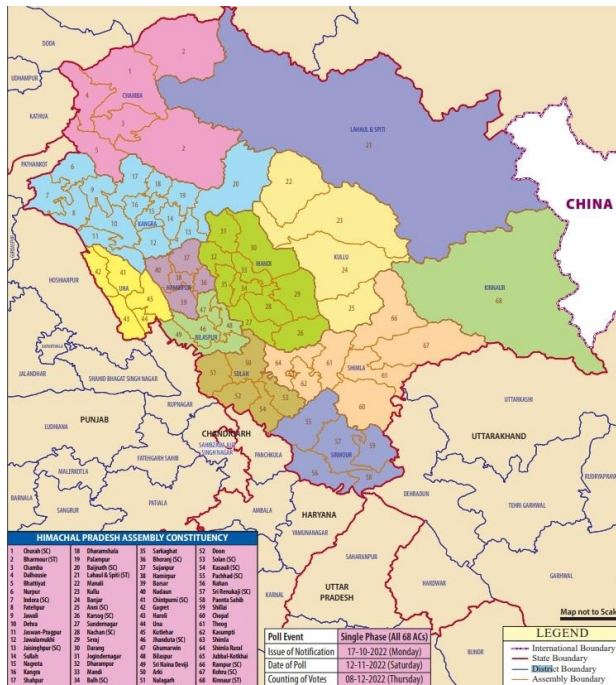 DODA
UDHAMPUR
KATHUA
PATHANKOT
CHAMBA
LAHAUL & SPITI
CHINA
KANGRA
KULLU
MANDI
HAMIRPUR
UNA
BILASPUR
KINNAUR
HOSHIARPUR
JALANDHAR
SHAHID BHAGAT SINGH NAGAR
RUPNAGAR
SOLAN
SHIMLA
SIRMOUR
PUNJAB
LUDHIANA
FATEHGARH SAHIB
CHANDIGARH
SAHIBZADA AJIT
SINGH NAGAR
PANCHKULA
UTTARKASHI
UTTARAKHAND
RUDRYAPRAYA
BARNALA
MALERKOTLA
SANGRUR
PATIALA
AMBALA
HARYANA
YAMUNANAGAR
DEHRADUN
TEHRI GARHWAL
SAHARANPUR
KARNAL
UTTAR
PRADESH
HARDWAR
GARHWAL
BIJNOR
Map not to Scale
HIMACHAL PRADESH ASSEMBLY CONSTITUENCY
1 Churah (SC)
2 Bharmour (ST)
3 Chamba
4 Dalhousie
5 Bhattiyat
6 Nurpur
7 Indora (SC)
8 Fatehpur
9 Jawali
10 Dehra
11 Jaswan-Pragpur
12 Jawalamukhi
13 Jaisinghpur (SC)
14 Sullah
15 Nagrota
16 Kangra
17 Shahpur
18 Dharamshala
19 Palampur
20 Baijnath (SC)
21 Lahaul & Spiti (ST)
22 Manali
23 Kullu
24 Banjar
25 Anni (SC)
26 Karsog (SC)
27 Sundernagar
28 Nachan (SC)
29 Seraj
30 Darang
31 Jogindernagar
32 Dharampur
33 Mandi
34 Balh (SC)
35 Sarkaghat
36 Bhoranj (SC)
37 Sujanpur
38 Hamirpur
39 Barsar
40 Nadaun
41 Chintpurni (SC)
42 Gagret
43 Haroli
44 Una
45 Kutlehar
46 Jhanduta (SC)
47 Ghumarwin
48 Bilaspur
49 Sri Naina Deviji
50 Arki
51 Nalagarh
52 Doon
53 Solan (SC)
54 Kasauli (SC)
55 Pachhad (SC)
56 Nahan
57 Sri Renukaji (SC)
58 Paonta Sahib
59 Shillai
60 Chopal
61 Theog
62 Kasumpti
63 Shimla
64 Shimla Rural
65 Jubbal-Kotkhai
66 Rampur (SC)
67 Rohru (SC)
68 Kinnaur (ST)
Poll Event Single Phase (All 68 ACs)
Issue of Notification 17-10-2022 (Monday)
Date of Poll 12-11-2022 (Saturday)
Counting of Votes 08-12-2022 (Thursday)
LEGEND
International Boundary
State Boundary
District Boundary
Assembly Boundary